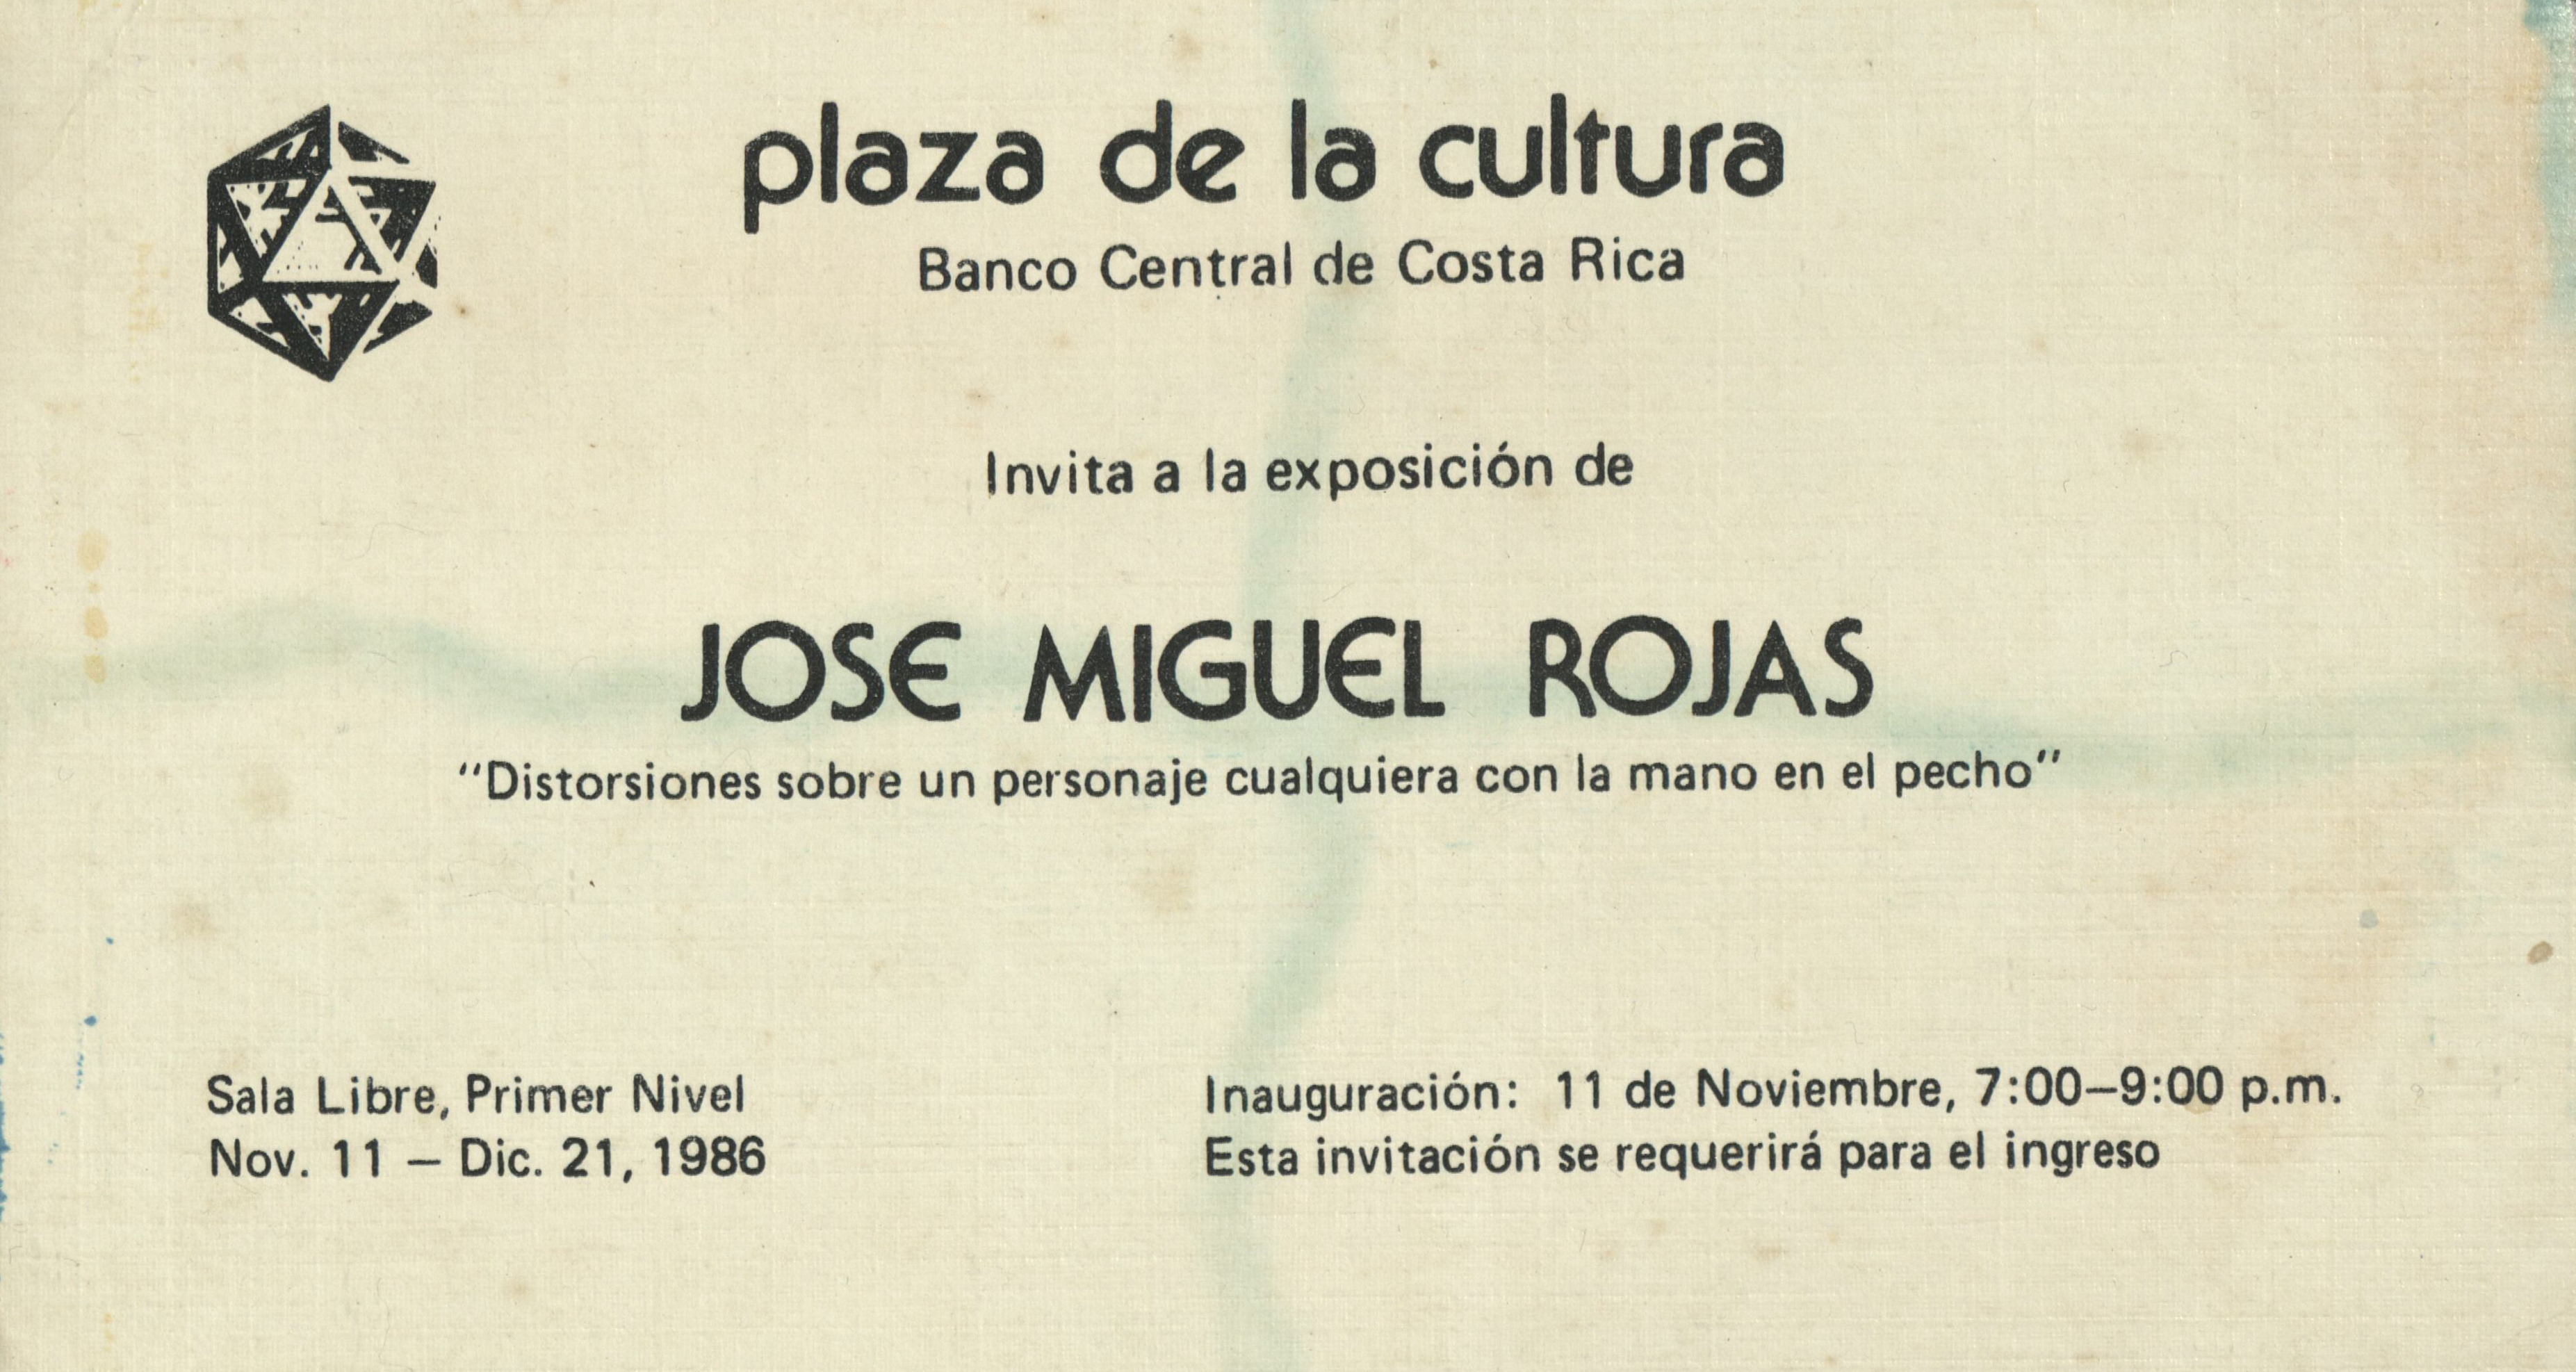 plaza de la cultura
Banco Central de Costa Rica
Invita a la exposición de
JOSE MIGUEL ROJAS
"Distorsiones sobre un personaje cualquiera con la mano en el pecho"
Sala Libre, Primer Nivel
Nov. 11 — Dic. 21, 1986
Inauguración: 11 de Noviembre, 7:00—9:00 p.m.
Esta invitación se requerirá para el ingreso